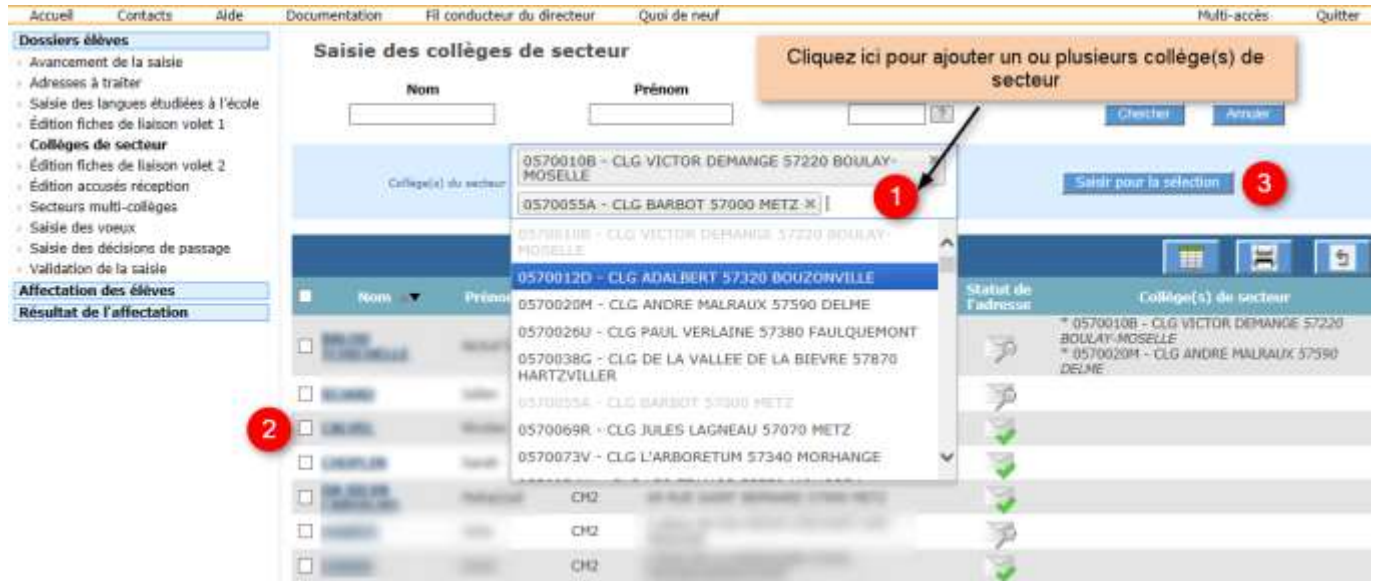 Accueil Contacts Aide Documentation Fil conducteur du directeur Quoi de neuf Multi-accès Quitter
Dossiers élèves
Avancement de la saisie
Adresses à traiter
Saisie des langues étudiées à l'école
Édition fiches de liaison volet 1
Collèges de secteur
Édition fiches de liaison volet 2
Édition accusés réception
Secteurs multi-collèges
Saisie des voeux
Saisie des décisions de passage
Validation de la saisie
Affectation des élèves
Résultat de l'affectation
Saisie des collèges de secteur
Cliquez ici pour ajouter un ou plusieurs collège(s) de
secteur
Nom Prénom
? Chercher Annuler
Collège(s) du secteur
0570010B - CLG VICTOR DEMANGE 57220 BOULAY-
MOSELLE
0570055A - CLG BARBOT 57000 METZ ×
1
Saisir pour la sélection 3
0570010B - CLG VICTOR DEMANGE 57220 BOULAY-
MOSELLE
0570012D - CLG ADALBERT 57320 BOUZONVILLE
0570020M - CLG ANDRE MALRAUX 57590 DELME
0570026U - CLG PAUL VERLAINE 57380 FAULQUEMONT
0570038G - CLG DE LA VALLEE DE LA BIEVRE 57870
HARTZVILLER
0570055A - CLG BARBOT 57000 METZ
0570069R - CLG JULES LAGNEAU 57070 METZ
0570073V - CLG L'ARBORETUM 57340 MORHANGE
Nom Prénom Statut de
l'adresse Collège(s) de secteur
* 0570010B - CLG VICTOR DEMANGE 57220
BOULAY-MOSELLE
* 0570020M - CLG ANDRE MALRAUX 57590
DELME
2
CM2
CM2
CM2